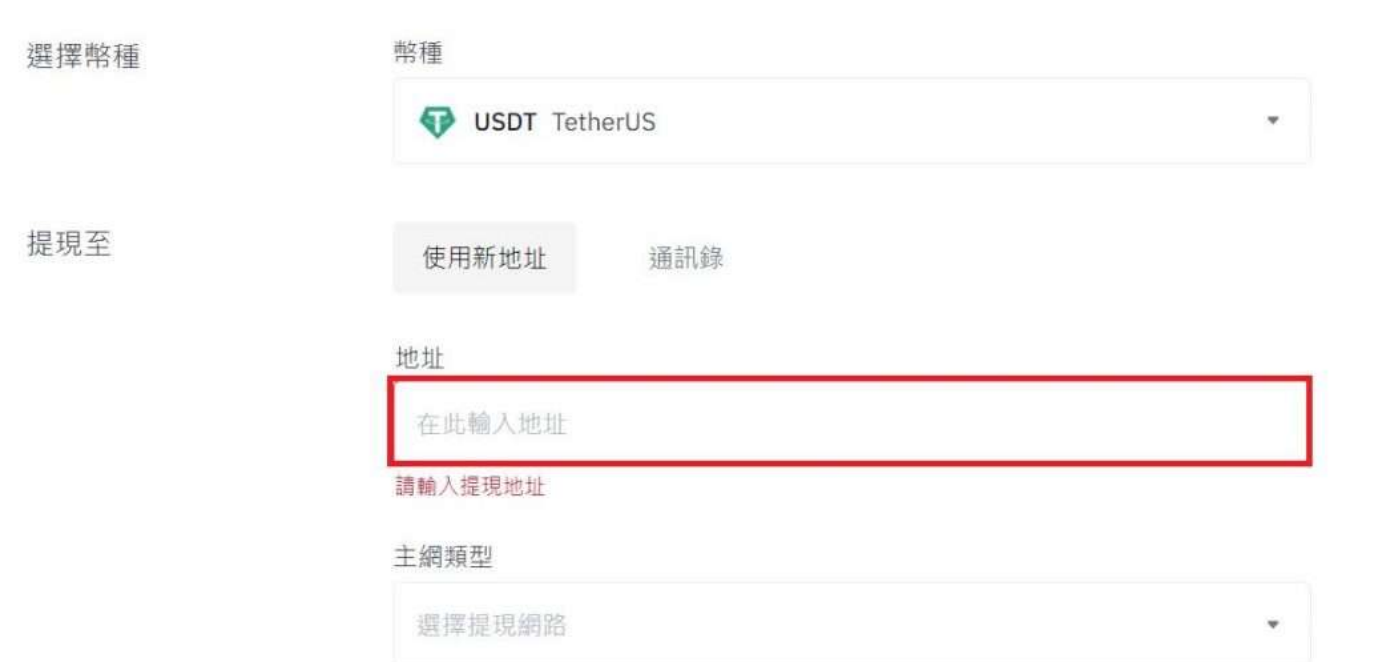 選擇幣種
幣種
USDT TetherUS
提現至
使用新地址 通訊錄
地址
在此輸入地址
請輸入提現地址
主網類型
選擇提現網路